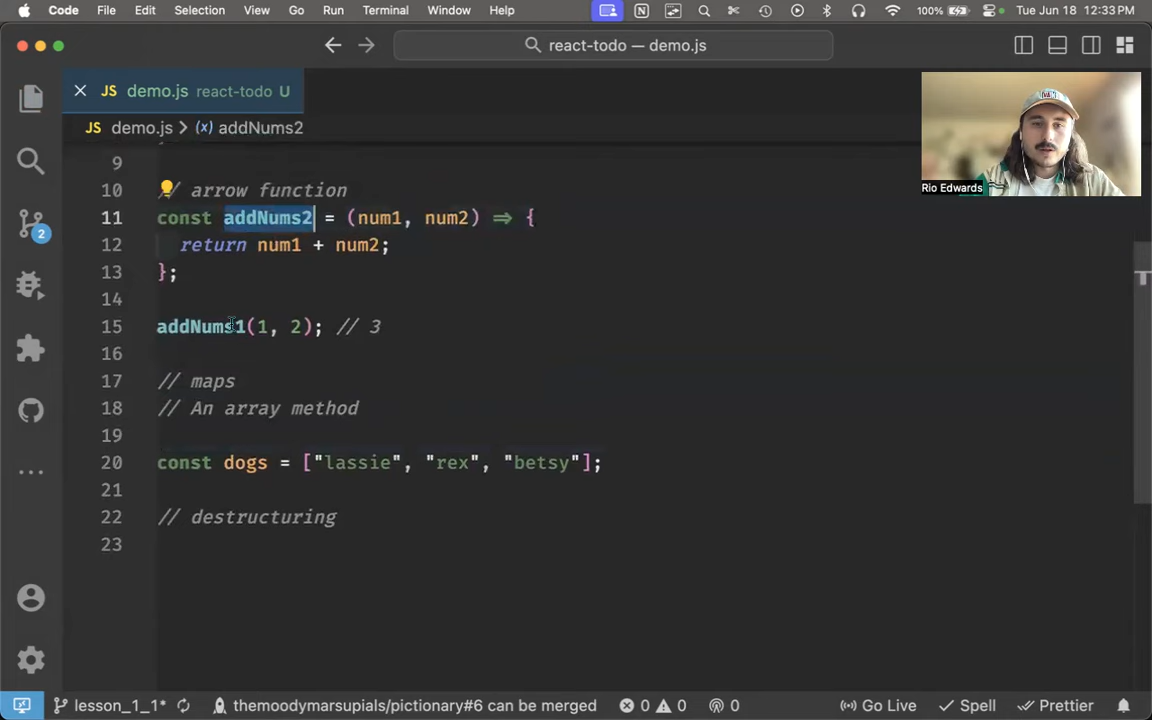 Code File Edit Selection View Go Run Terminal Window Help 100% Tue Jun 18 12:33 PM
react-todo — demo.js
JS demo.js react-todo U
JS demo.js > addNums2
Rio Edwards
9
10 // arrow function
11 const addNums2 = (num1, num2) => {
12 return num1 + num2;
13 };
14
15 addNums1(1, 2); // 3
16
17 // maps
18 // An array method
19
20 const dogs = ["lassie", "rex", "betsy"];
21
22 // destructuring
23
2
lesson_1_1* themoodymarsupials/pictionary#6 can be merged 0 0 0 Go Live Spell Prettier